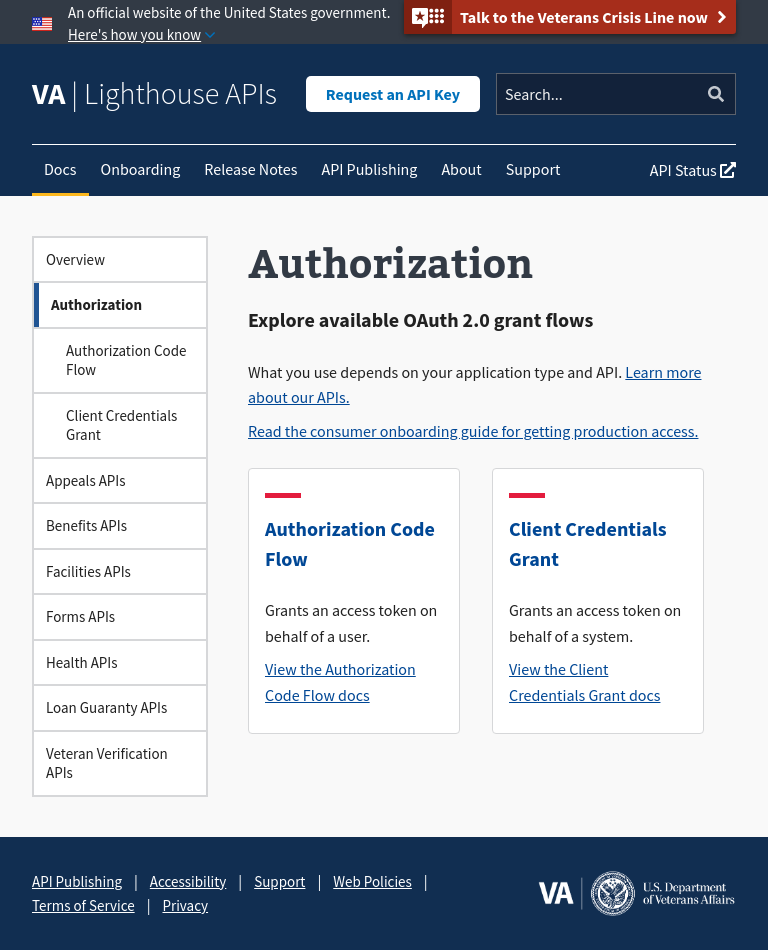 An official website of the United States government.
Here's how you know
Talk to the Veterans Crisis Line now
VA | Lighthouse APIs
Request an API Key
Search...
Docs
Onboarding
Release Notes
API Publishing
About
Support
API Status
Overview
Authorization
Authorization Code
Flow
Client Credentials
Grant
Appeals APIs
Benefits APIs
Facilities APIs
Forms APIs
Health APIs
Loan Guaranty APIs
Veteran Verification
APIs
Authorization
Explore available OAuth 2.0 grant flows
What you use depends on your application type and API. Learn more
about our APIs.
Read the consumer onboarding guide for getting production access.
Authorization Code
Flow
Grants an access token on
behalf of a user.
View the Authorization
Code Flow docs
Client Credentials
Grant
Grants an access token on
behalf of a system.
View the Client
Credentials Grant docs
API Publishing | Accessibility | Support | Web Policies |
Terms of Service | Privacy
VA
U.S. Department
of Veterans Affairs